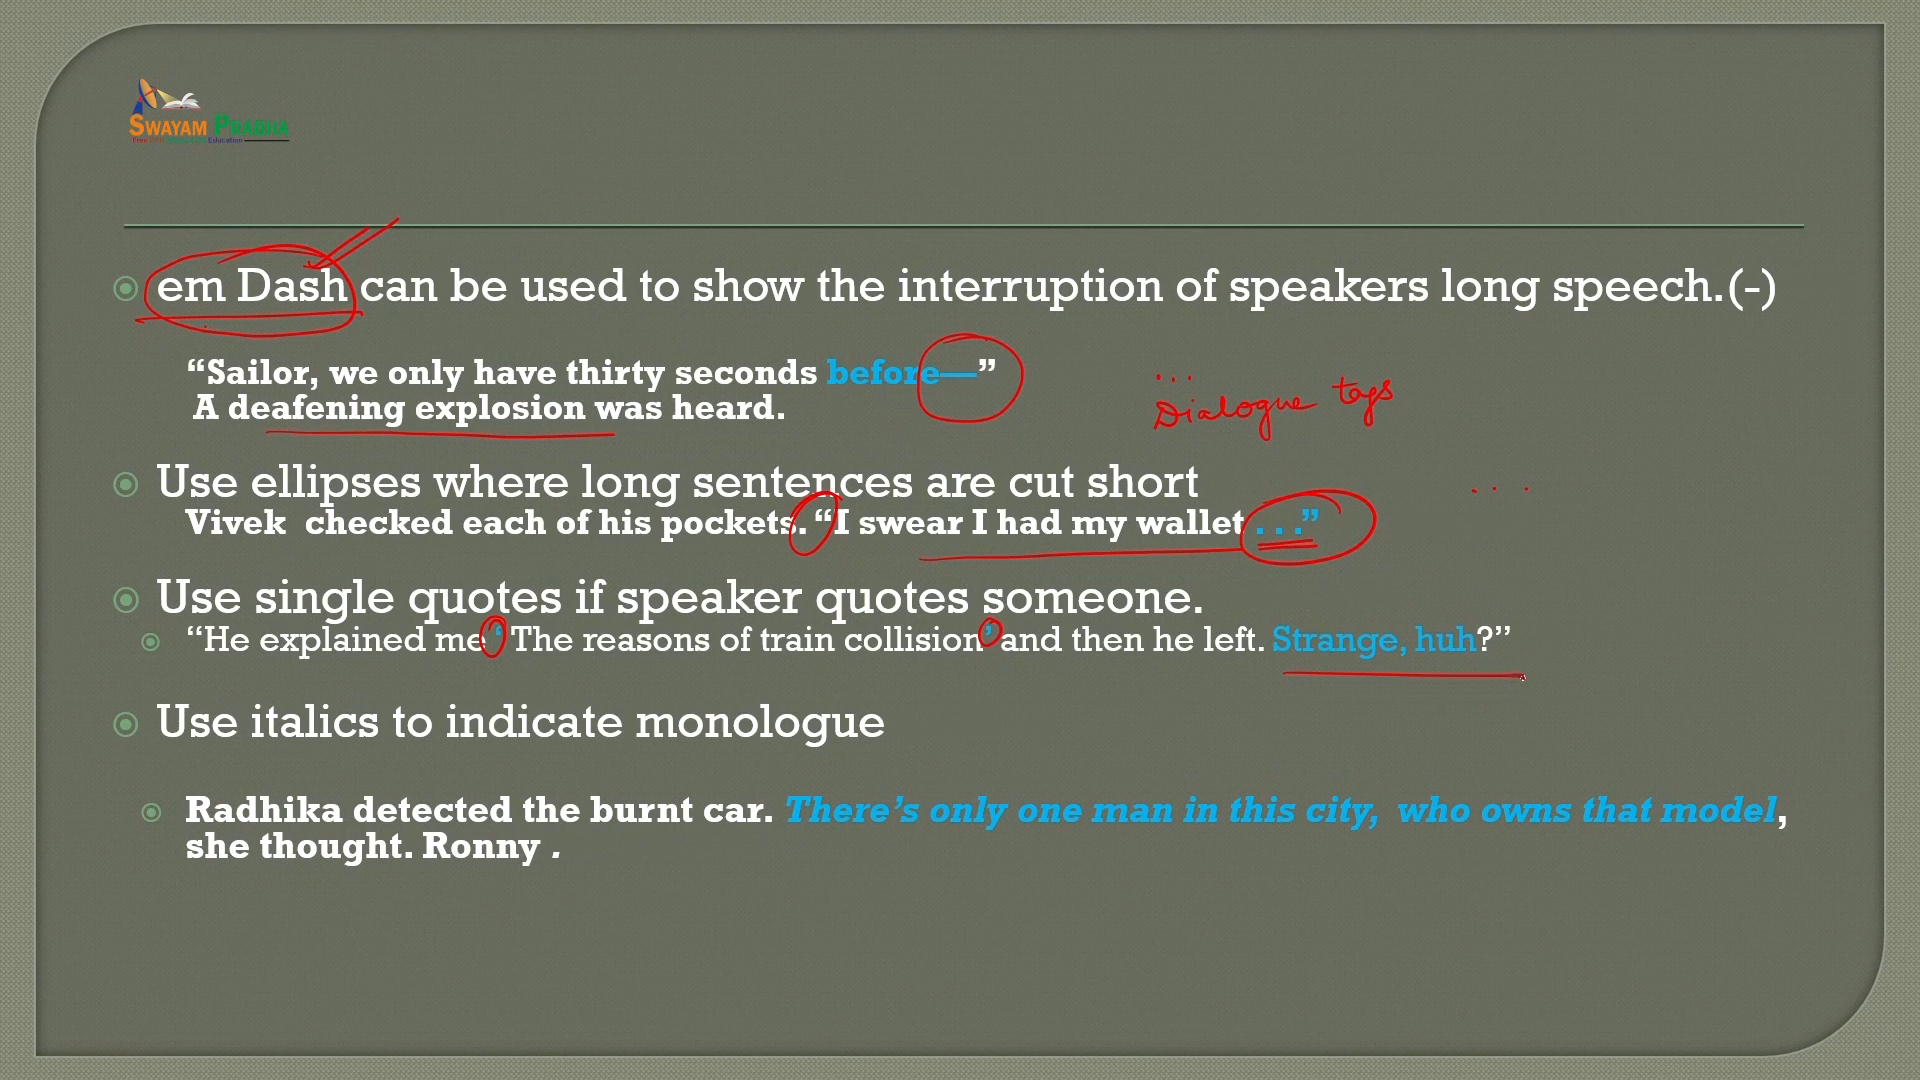 SWAYAM PRABHA
em Dash can be used to show the interruption of speakers long speech.(-)
“Sailor, we only have thirty seconds before—”
A deafening explosion was heard.
...
Dialogue tags
Use ellipses where long sentences are cut short
...
Vivek checked each of his pockets. “I swear I had my wallet . . .”
Use single quotes if speaker quotes someone.
“He explained me ‘ The reasons of train collision’ and then he left. Strange, huh?”
Use italics to indicate monologue
Radhika detected the burnt car. There’s only one man in this city, who owns that model,
she thought. Ronny .